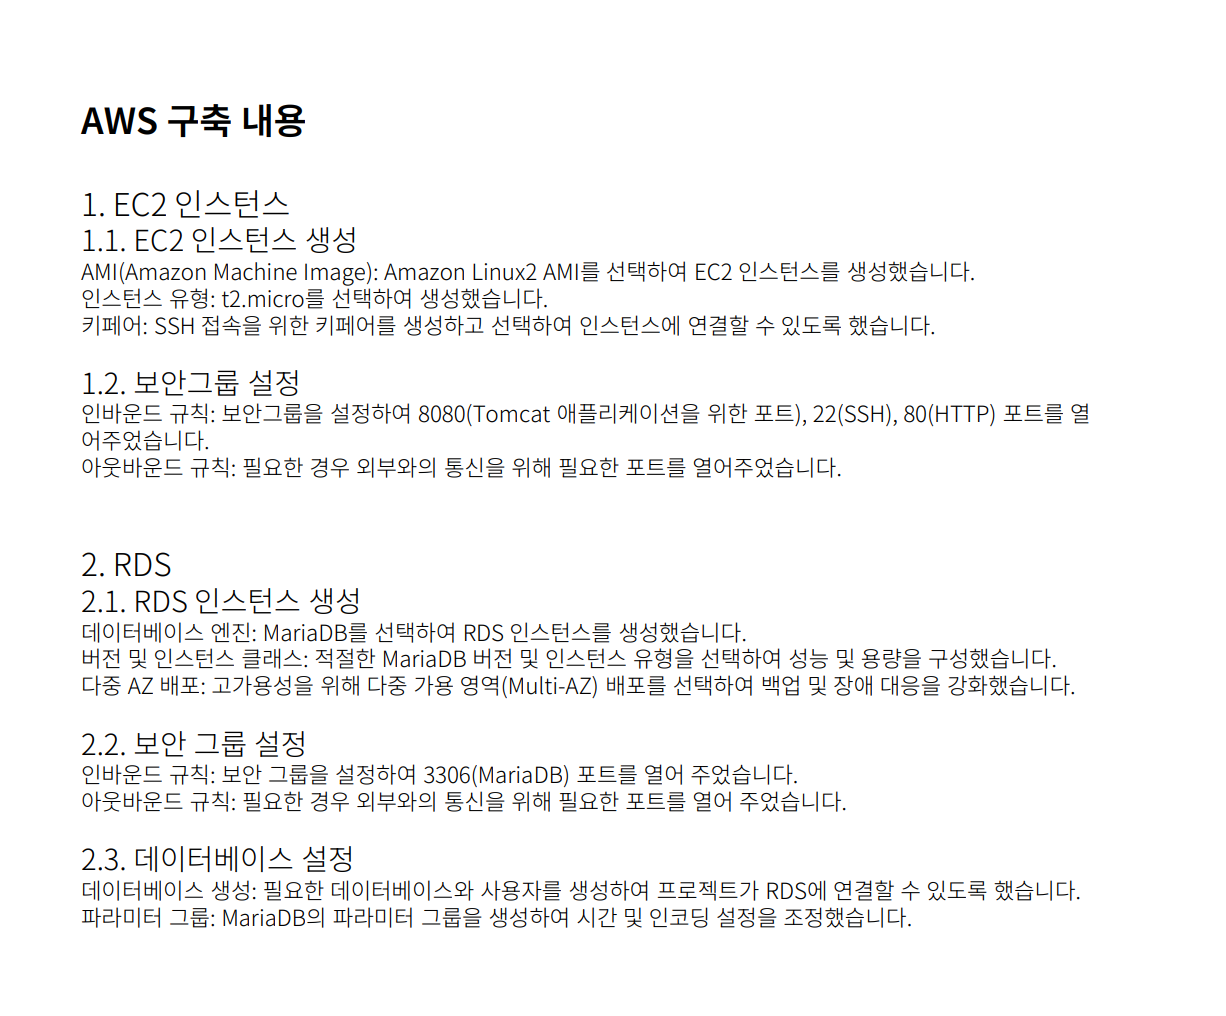 AWS 구축 내용
1. EC2 인스턴스
1.1. EC2 인스턴스 생성
AMI(Amazon Machine Image): Amazon Linux2 AMI를 선택하여 EC2 인스턴스를 생성했습니다.
인스턴스 유형: t2.micro를 선택하여 생성했습니다.
키페어: SSH 접속을 위한 키페어를 생성하고 선택하여 인스턴스에 연결할 수 있도록 했습니다.
1.2. 보안그룹 설정
인바운드 규칙: 보안그룹을 설정하여 8080(Tomcat 애플리케이션을 위한 포트), 22(SSH), 80(HTTP) 포트를 열
어주었습니다.
아웃바운드 규칙: 필요한 경우 외부와의 통신을 위해 필요한 포트를 열어주었습니다.
2. RDS
2.1. RDS 인스턴스 생성
데이터베이스 엔진: MariaDB를 선택하여 RDS 인스턴스를 생성했습니다.
버전 및 인스턴스 클래스: 적절한 MariaDB 버전 및 인스턴스 유형을 선택하여 성능 및 용량을 구성했습니다.
다중 AZ 배포: 고가용성을 위해 다중 가용 영역(Multi-AZ) 배포를 선택하여 백업 및 장애 대응을 강화했습니다.
2.2. 보안 그룹 설정
인바운드 규칙: 보안 그룹을 설정하여 3306(MariaDB) 포트를 열어 주었습니다.
아웃바운드 규칙: 필요한 경우 외부와의 통신을 위해 필요한 포트를 열어 주었습니다.
2.3. 데이터베이스 설정
데이터베이스 생성: 필요한 데이터베이스와 사용자를 생성하여 프로젝트가 RDS에 연결할 수 있도록 했습니다.
파라미터 그룹: MariaDB의 파라미터 그룹을 생성하여 시간 및 인코딩 설정을 조정했습니다.